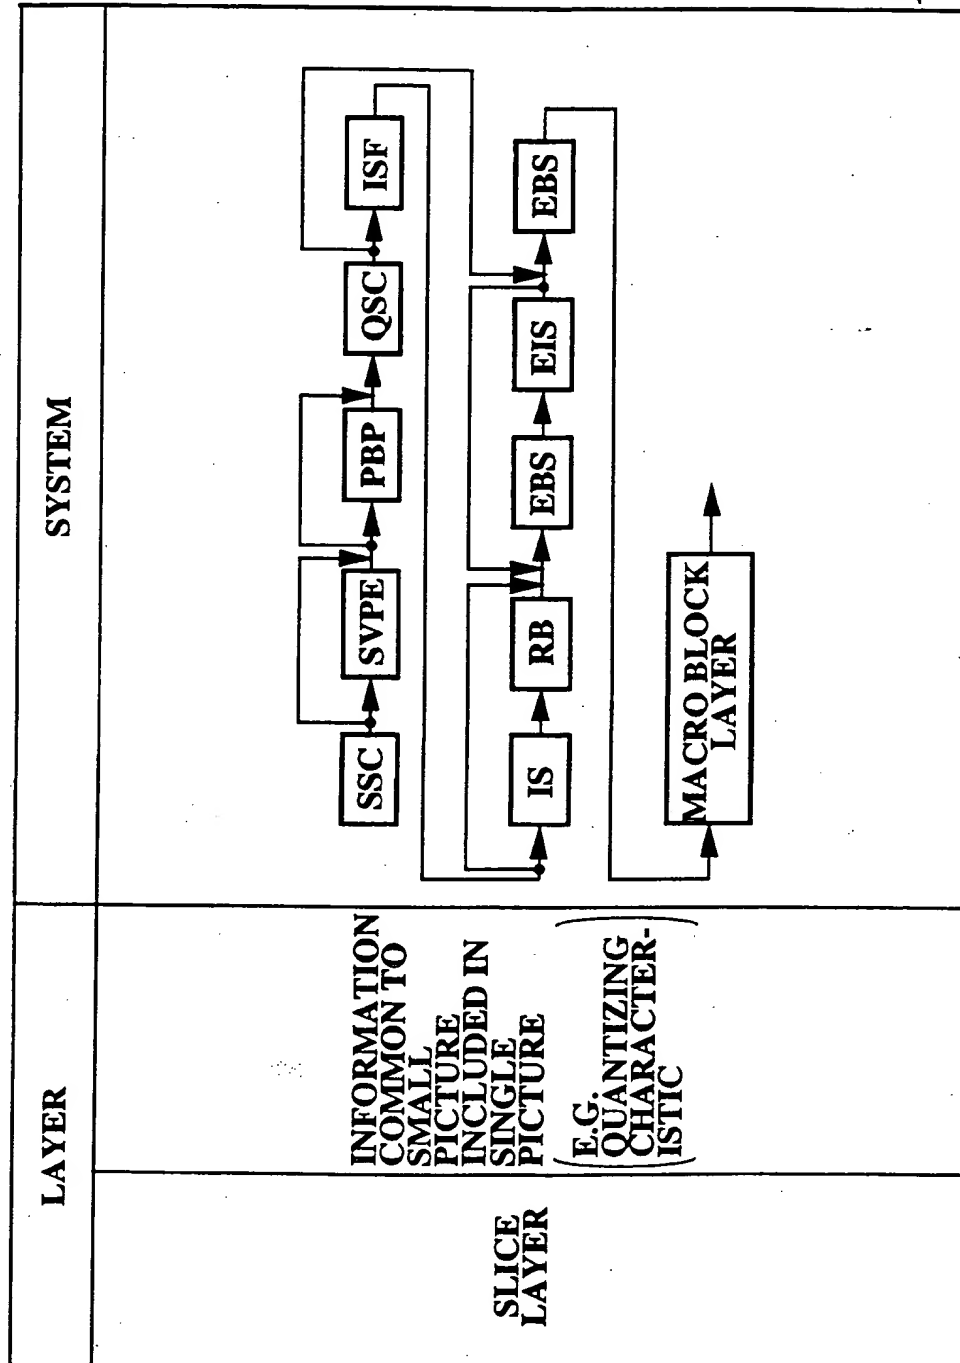 LAYER
SYSTEM
SLICE
LAYER
INFORMATION
COMMON TO
SMALL
PICTURE
INCLUDED IN
SINGLE
PICTURE
E.G.
QUANTIZING
CHARACTER-
ISTIC
SSC
SVPE
PBP
QSC
ISF
IS
RB
EBS
EIS
EBS
MACRO BLOCK
LAYER